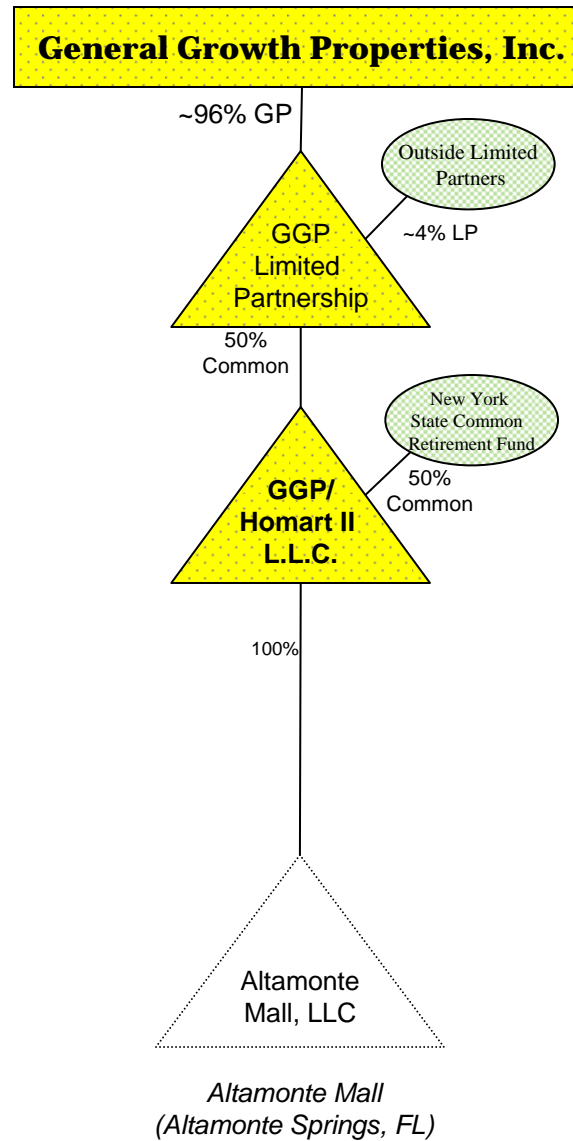 General Growth Properties, Inc.
~96% GP
Outside Limited
Partners
~4% LP
GGP
Limited
Partnership
50%
Common
New York
State Common
Retirement Fund
50%
Common
GGP/
Homart II
L.L.C.
100%
Altamonte
Mall, LLC
Altamonte Mall
(Altamonte Springs, FL)